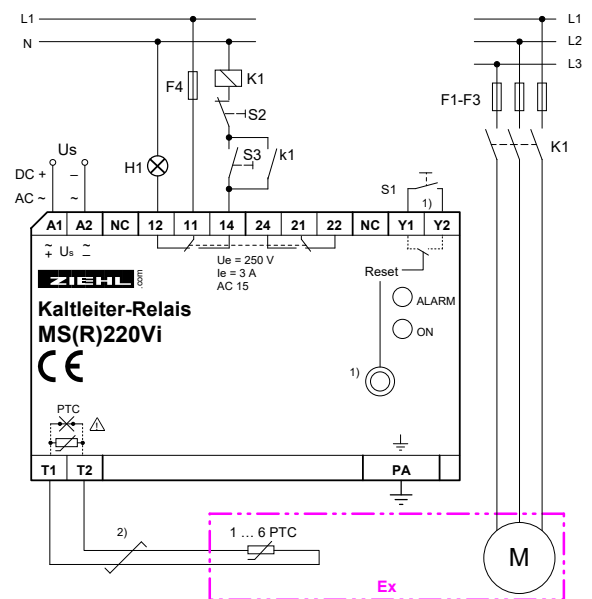 L1
N
L1
L2
L3
F4
K1
S2
S3
k1
H1
F1-F3
K1
Us
DC + –
AC ~ ~
S1
1)
A1 A2 NC 12 11 14 24 21 22 NC Y1 Y2
~ ~
+ Us –
Ue = 250 V
Ie = 3 A
AC 15
ZIEHL .com
Reset
ALARM
ON
Kaltleiter-Relais
MS(R)220Vi
CE
1)
PTC
T1 T2 PA
2)
1 … 6 PTC
M
Ex